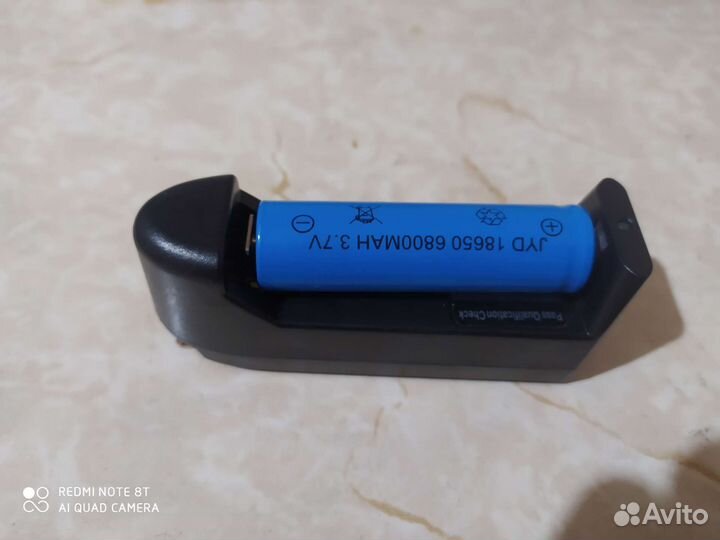 JYD 18650 6800MAH 3.7V
Pass Qualification Check
REDMI NOTE 8T
AI QUAD CAMERA
Avito